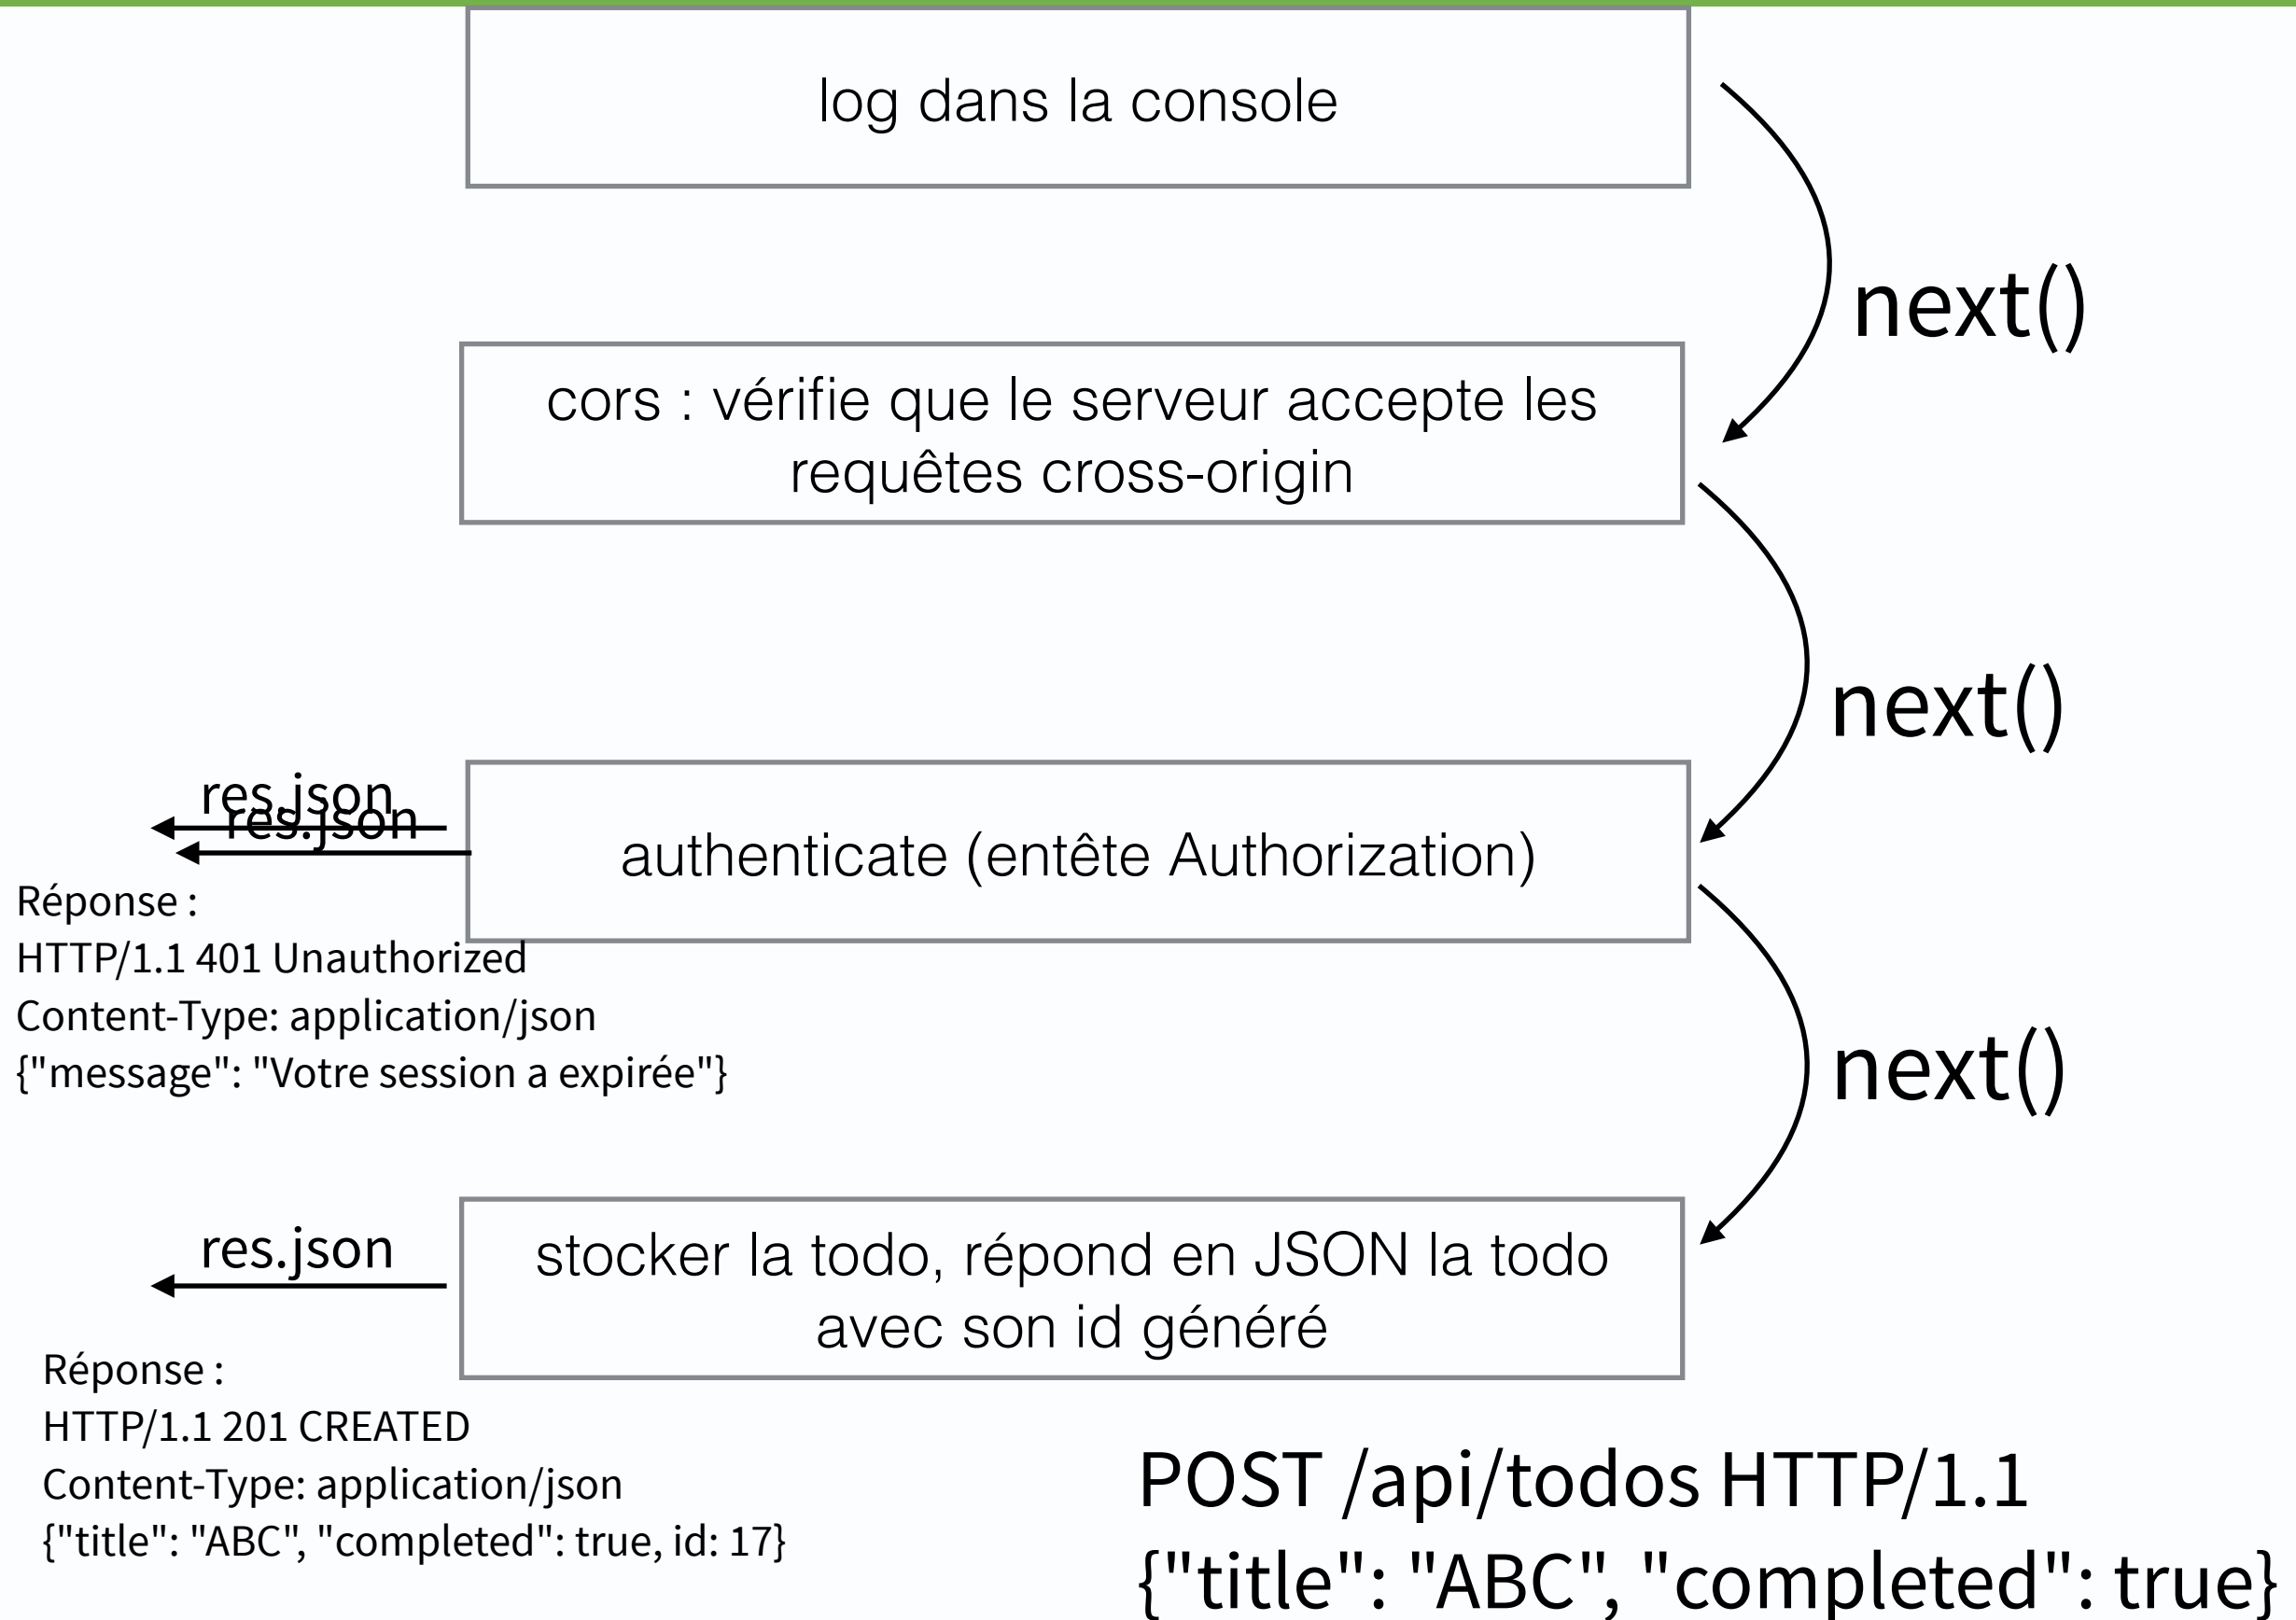 log dans la console
next()
cors : vérifie que le serveur accepte les
requêtes cross-origin
next()
res.json
res.json
authenticate (entête Authorization)
Réponse :
HTTP/1.1 401 Unauthorized
Content-Type: application/json
{"message": "Votre session a expirée"}
next()
res.json
stocker la todo, répond en JSON la todo
avec son id généré
Réponse :
HTTP/1.1 201 CREATED
Content-Type: application/json
{"title": "ABC", "completed": true, id: 17}
POST /api/todos HTTP/1.1
{"title": "ABC", "completed": true}